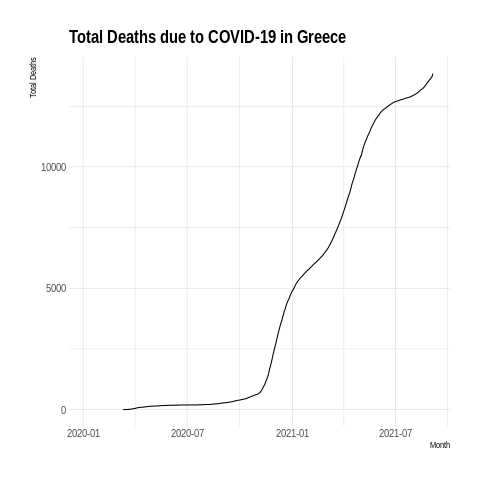 Total Deaths due to COVID-19 in Greece
Total Deaths
10000
5000
0
2020-01 2020-07 2021-01 2021-07
Month